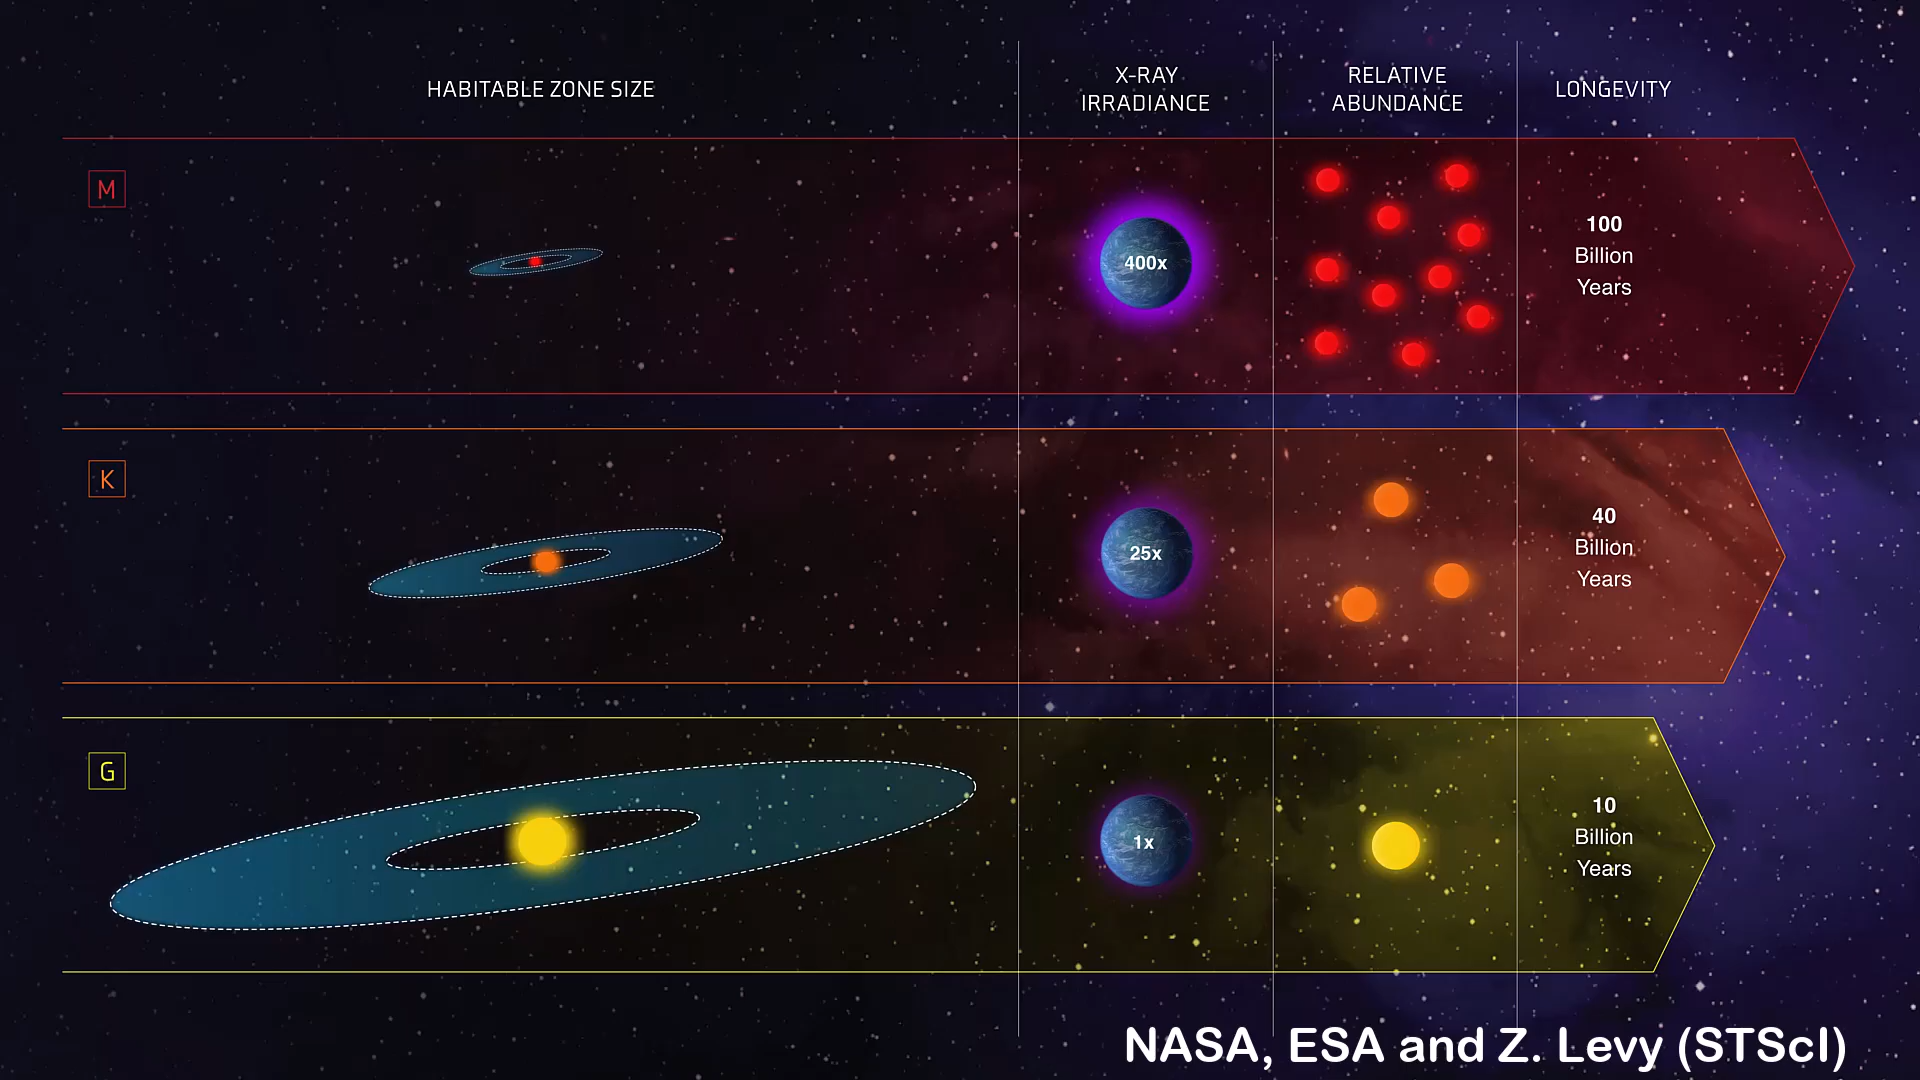 HABITABLE ZONE SIZE
X-RAY
IRRADIANCE
RELATIVE
ABUNDANCE
LONGEVITY
M
400x
100
Billion
Years
K
25x
40
Billion
Years
G
1x
10
Billion
Years
NASA, ESA and Z. Levy (STScI)